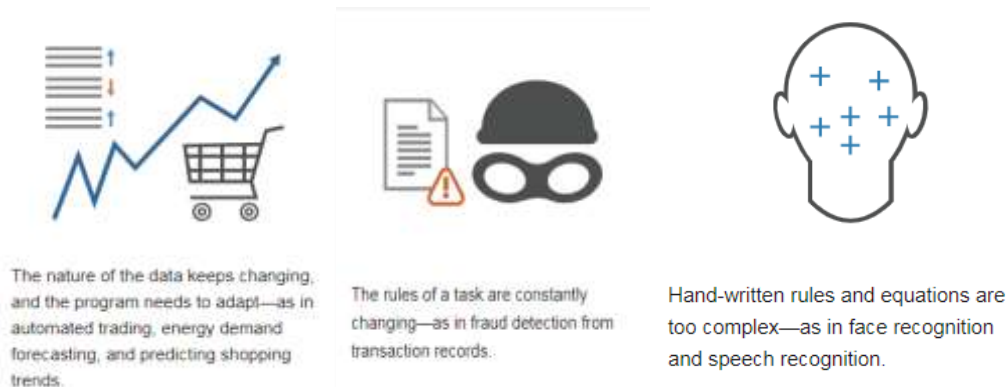 The nature of the data keeps changing,
and the program needs to adapt—as in
automated trading, energy demand
forecasting, and predicting shopping
trends.
The rules of a task are constantly
changing—as in fraud detection from
transaction records.
Hand-written rules and equations are
too complex—as in face recognition
and speech recognition.